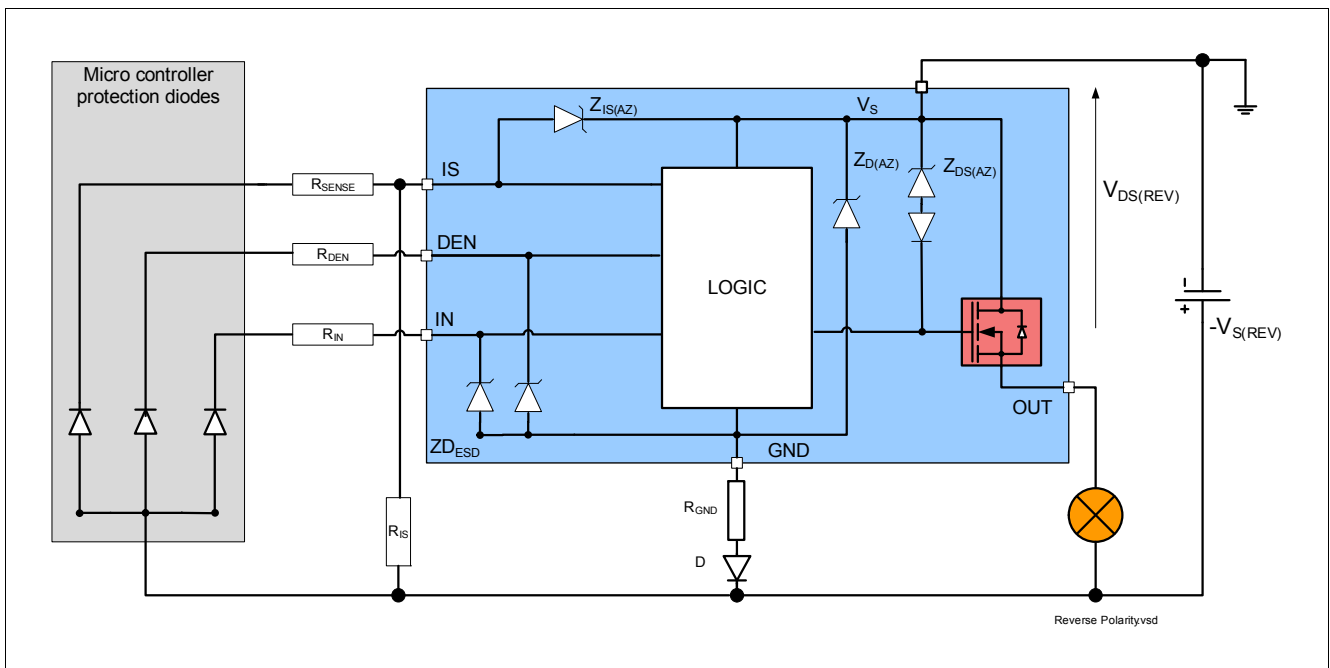 Micro controller
protection diodes
Z_IS(AZ)
V_S
IS
Z_D(AZ)
Z_DS(AZ)
R_SENSE
V_DS(REV)
DEN
R_DEN
LOGIC
IN
R_IN
-
+
-V_S(REV)
OUT
ZD_ESD
GND
R_GND
R_IS
D
Reverse Polarity.vsd